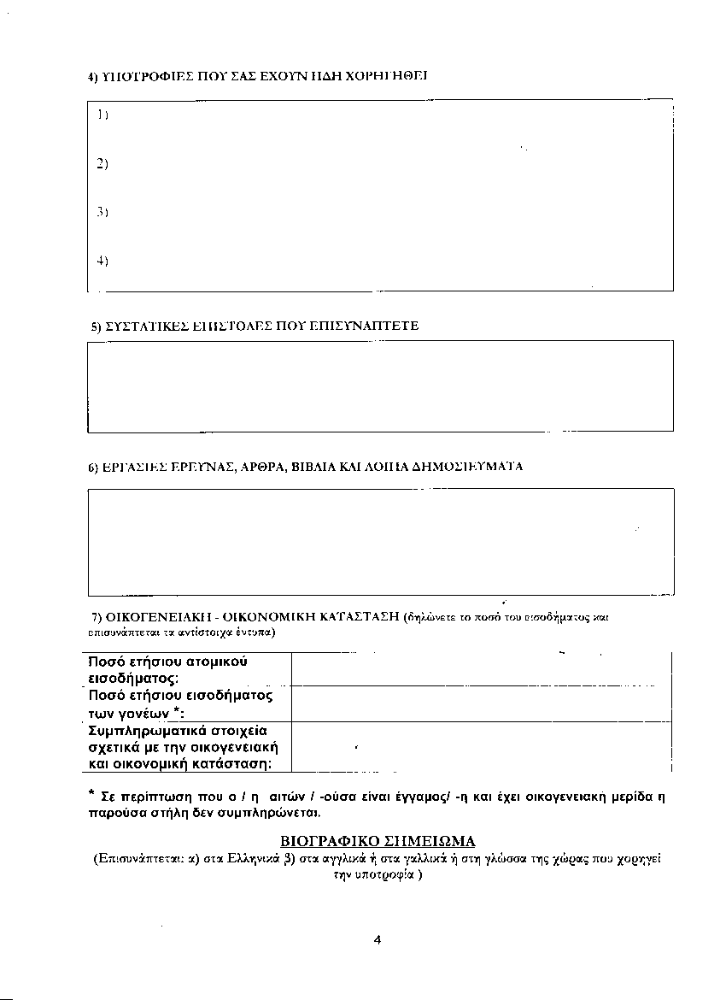 4) ΥΠΟΤΡΟΦΙΕΣ ΠΟΥ ΣΑΣ ΕΧΟΥΝ ΗΔΗ ΧΟΡΗΓΗΘΕΙ
1)
2)
3)
4)
5) ΣΥΣΤΑΤΙΚΕΣ ΕΠΙΣΤΟΛΕΣ ΠΟΥ ΕΠΙΣΥΝΑΠΤΕΤΕ
6) ΕΡΓΑΣΙΕΣ ΕΡΕΥΝΑΣ, ΑΡΘΡΑ, ΒΙΒΛΙΑ ΚΑΙ ΛΟΙΠΑ ΔΗΜΟΣΙΕΥΜΑΤΑ
7) ΟΙΚΟΓΕΝΕΙΑΚΗ - ΟΙΚΟΝΟΜΙΚΗ ΚΑΤΑΣΤΑΣΗ (δηλώνετε το ποσό του εισοδήματος και
επισυνάπτεται τα αντίστοιχα έντυπα)
Ποσό ετήσιου ατομικού
εισοδήματος:
Ποσό ετήσιου εισοδήματος
των γονέων *:
Συμπληρωματικά στοιχεία
σχετικά με την οικογενειακή
και οικονομική κατάσταση:
* Σε περίπτωση που ο / η αιτών / -ούσα είναι έγγαμος/ -η και έχει οικογενειακή μερίδα η
παρούσα στήλη δεν συμπληρώνεται.
ΒΙΟΓΡΑΦΙΚΟ ΣΗΜΕΙΩΜΑ
(Επισυνάπτεται: α) στα Ελληνικά β) στα αγγλικά ή στα γαλλικά ή στη γλώσσα της χώρας που χορηγεί
την υποτροφία )
4